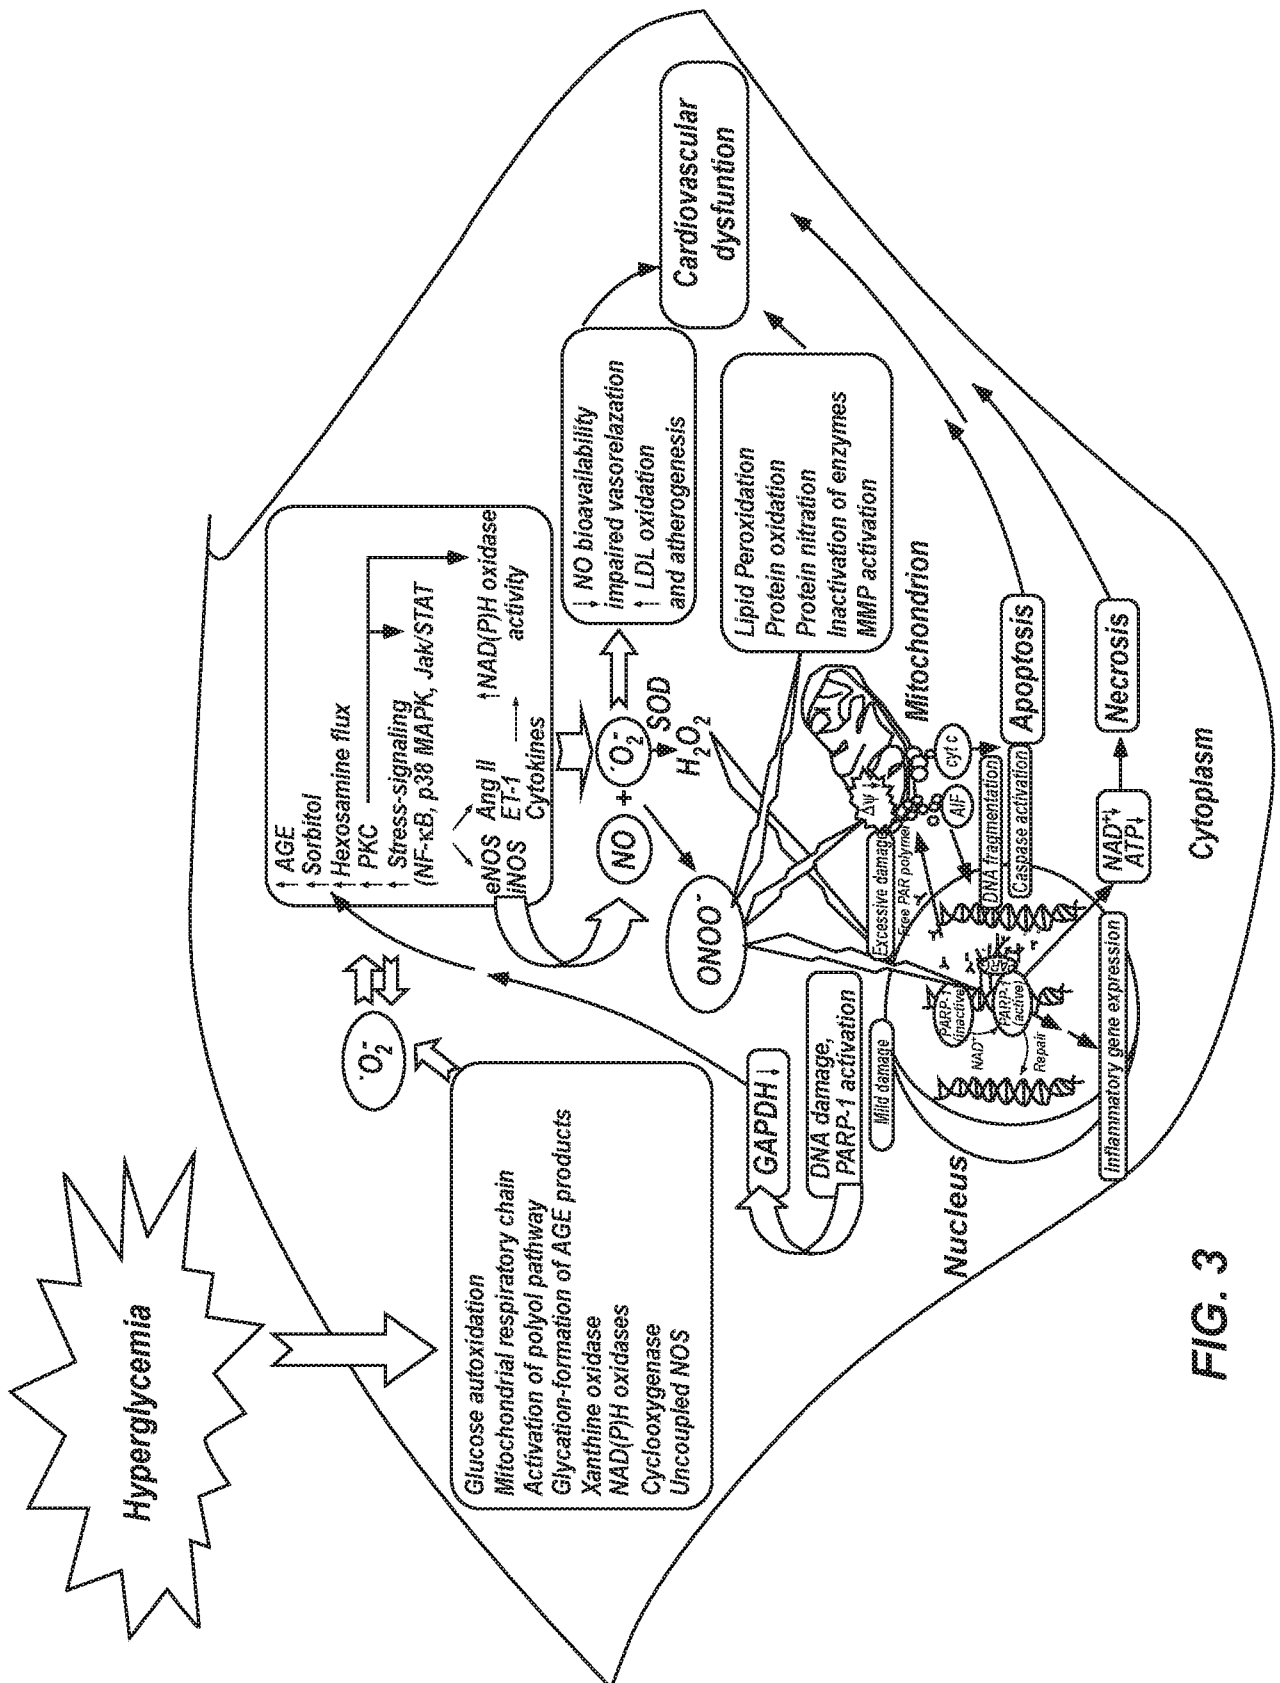 Hyperglycemia
Glucose autoxidation
Mitochondrial respiratory chain
Activation of polyol pathway
Glycation-formation of AGE products
Xanthine oxidase
NAD(P)H oxidases
Cyclooxygenase
Uncoupled NOS
·O₂⁻
↑ AGE
↑ Sorbitol
↑ Hexosamine flux
↑ PKC
↑ Stress-signaling
(NF-κB, p38 MAPK, Jak/STAT
eNOS Ang II ↑NAD(P)H oxidase
iNOS ET-1 activity
Cytokines
NO + ·O₂⁻
SOD
H₂O₂
↓ NO bioavailability
impaired vasorelazation
↑ LDL oxidation
and atherogenesis
Cardiovascular
dysfuntion
ONOO⁻
Lipid Peroxidation
Protein oxidation
Protein nitration
Inactivation of enzymes
MMP activation
GAPDH ↓
DNA damage,
PARP-1 activation
Mild damage
Excessive damage
Free PAR polymer
Δψ ↓
Mitochondrion
AIF
cyt c
Nucleus
PARP-1
(inactive)
NAD⁺
PARP-1
(active)
Repair
DNA fragmentation
Caspase activation
Apoptosis
NAD⁺↓
ATP↓
Necrosis
Inflammatory gene expression
Cytoplasm
FIG. 3